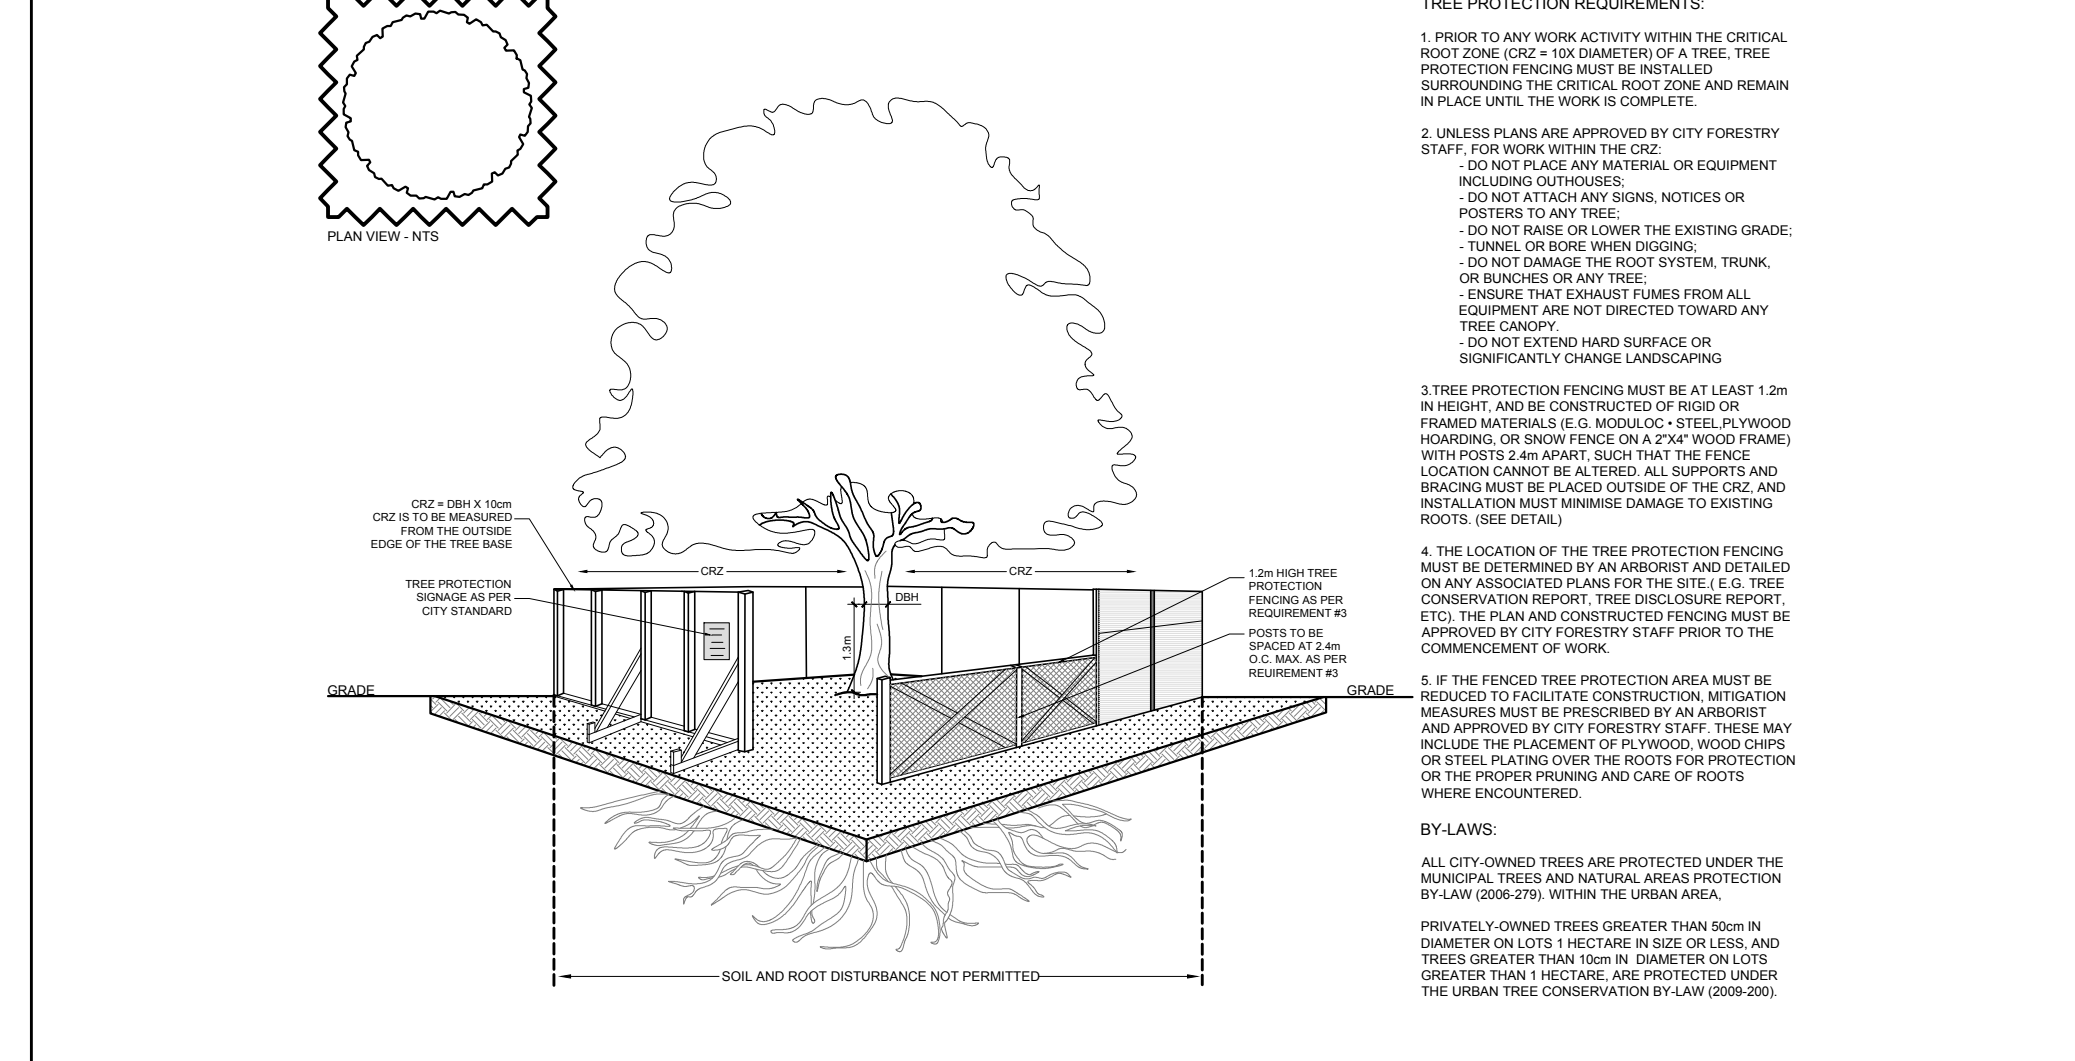 PLAN VIEW - NTS
CRZ = DBH X 10cm
CRZ IS TO BE MEASURED
FROM THE OUTSIDE
EDGE OF THE TREE BASE
TREE PROTECTION
SIGNAGE AS PER
CITY STANDARD
GRADE
CRZ
CRZ
DBH
1.3m
1.2m HIGH TREE
PROTECTION
FENCING AS PER
REQUIREMENT #3
POSTS TO BE
SPACED AT 2.4m
O.C. MAX. AS PER
REUIREMENT #3
GRADE
SOIL AND ROOT DISTURBANCE NOT PERMITTED
TREE PROTECTION REQUIREMENTS:
1. PRIOR TO ANY WORK ACTIVITY WITHIN THE CRITICAL
ROOT ZONE (CRZ = 10X DIAMETER) OF A TREE, TREE
PROTECTION FENCING MUST BE INSTALLED
SURROUNDING THE CRITICAL ROOT ZONE AND REMAIN
IN PLACE UNTIL THE WORK IS COMPLETE.
2. UNLESS PLANS ARE APPROVED BY CITY FORESTRY
STAFF, FOR WORK WITHIN THE CRZ:
- DO NOT PLACE ANY MATERIAL OR EQUIPMENT
INCLUDING OUTHOUSES;
- DO NOT ATTACH ANY SIGNS, NOTICES OR
POSTERS TO ANY TREE;
- DO NOT RAISE OR LOWER THE EXISTING GRADE;
- TUNNEL OR BORE WHEN DIGGING;
- DO NOT DAMAGE THE ROOT SYSTEM, TRUNK,
OR BUNCHES OR ANY TREE;
- ENSURE THAT EXHAUST FUMES FROM ALL
EQUIPMENT ARE NOT DIRECTED TOWARD ANY
TREE CANOPY.
- DO NOT EXTEND HARD SURFACE OR
SIGNIFICANTLY CHANGE LANDSCAPING
3.TREE PROTECTION FENCING MUST BE AT LEAST 1.2m
IN HEIGHT, AND BE CONSTRUCTED OF RIGID OR
FRAMED MATERIALS (E.G. MODULOC • STEEL,PLYWOOD
HOARDING, OR SNOW FENCE ON A 2"X4" WOOD FRAME)
WITH POSTS 2.4m APART, SUCH THAT THE FENCE
LOCATION CANNOT BE ALTERED. ALL SUPPORTS AND
BRACING MUST BE PLACED OUTSIDE OF THE CRZ, AND
INSTALLATION MUST MINIMISE DAMAGE TO EXISTING
ROOTS. (SEE DETAIL)
4. THE LOCATION OF THE TREE PROTECTION FENCING
MUST BE DETERMINED BY AN ARBORIST AND DETAILED
ON ANY ASSOCIATED PLANS FOR THE SITE.( E.G. TREE
CONSERVATION REPORT, TREE DISCLOSURE REPORT,
ETC). THE PLAN AND CONSTRUCTED FENCING MUST BE
APPROVED BY CITY FORESTRY STAFF PRIOR TO THE
COMMENCEMENT OF WORK.
5. IF THE FENCED TREE PROTECTION AREA MUST BE
REDUCED TO FACILITATE CONSTRUCTION, MITIGATION
MEASURES MUST BE PRESCRIBED BY AN ARBORIST
AND APPROVED BY CITY FORESTRY STAFF. THESE MAY
INCLUDE THE PLACEMENT OF PLYWOOD, WOOD CHIPS
OR STEEL PLATING OVER THE ROOTS FOR PROTECTION
OR THE PROPER PRUNING AND CARE OF ROOTS
WHERE ENCOUNTERED.
BY-LAWS:
ALL CITY-OWNED TREES ARE PROTECTED UNDER THE
MUNICIPAL TREES AND NATURAL AREAS PROTECTION
BY-LAW (2006-279). WITHIN THE URBAN AREA,
PRIVATELY-OWNED TREES GREATER THAN 50cm IN
DIAMETER ON LOTS 1 HECTARE IN SIZE OR LESS, AND
TREES GREATER THAN 10cm IN DIAMETER ON LOTS
GREATER THAN 1 HECTARE, ARE PROTECTED UNDER
THE URBAN TREE CONSERVATION BY-LAW (2009-200).